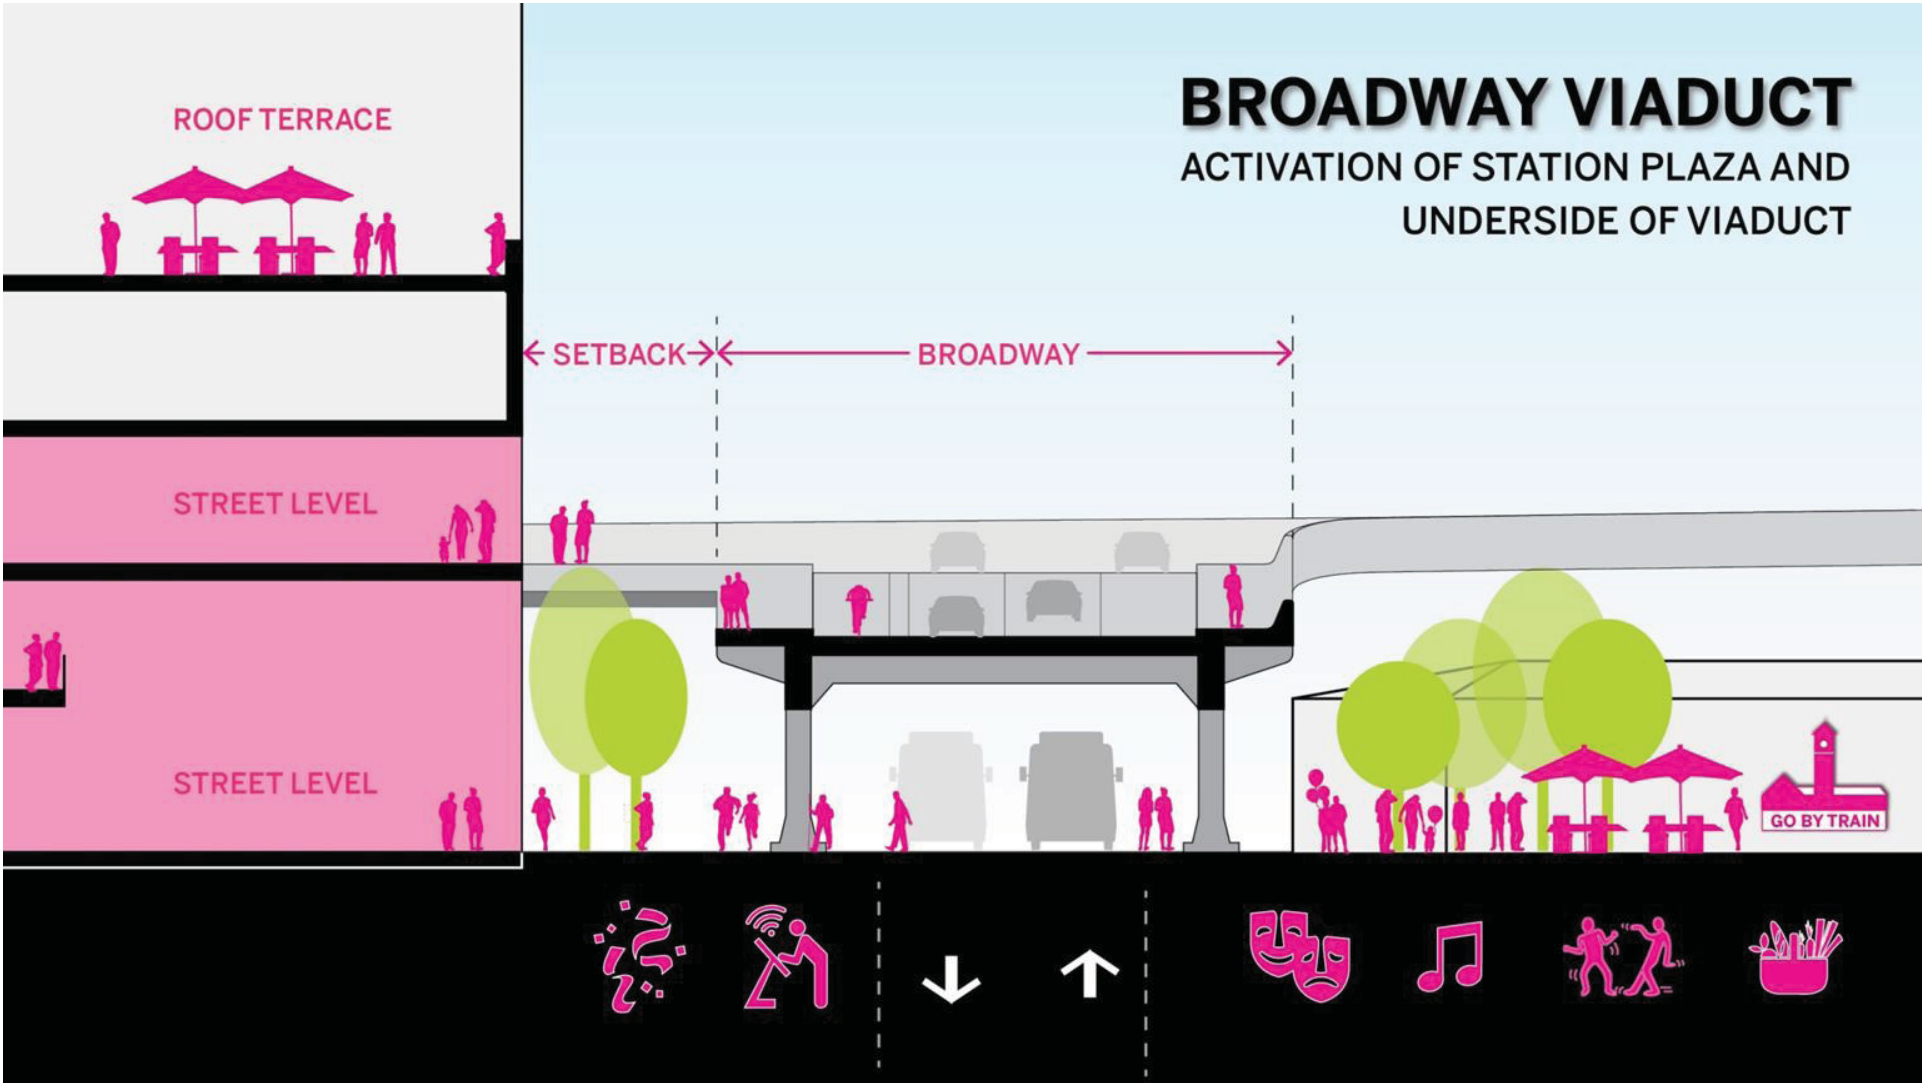 BROADWAY VIADUCT
ACTIVATION OF STATION PLAZA AND
UNDERSIDE OF VIADUCT
ROOF TERRACE
SETBACK
BROADWAY
STREET LEVEL
STREET LEVEL
GO BY TRAIN